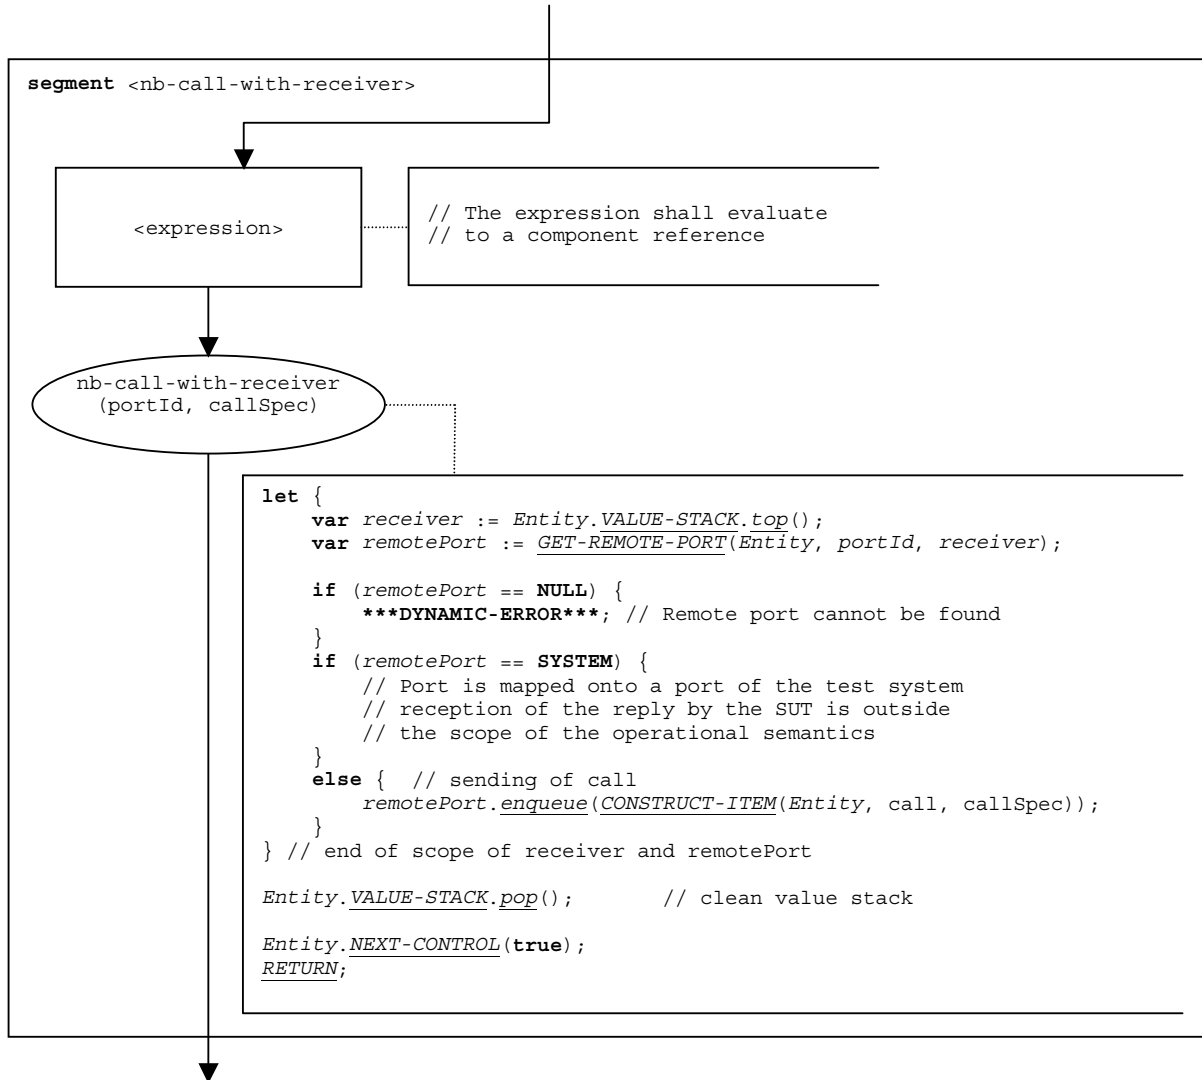 segment <nb-call-with-receiver>
<expression>
// The expression shall evaluate
// to a component reference
nb-call-with-receiver
(portId, callSpec)
let {
    var receiver := Entity.VALUE-STACK.top();
    var remotePort := GET-REMOTE-PORT(Entity, portId, receiver);
    if (remotePort == NULL) {
        ***DYNAMIC-ERROR***; // Remote port cannot be found
    }
    if (remotePort == SYSTEM) {
        // Port is mapped onto a port of the test system
        // reception of the reply by the SUT is outside
        // the scope of the operational semantics
    }
    else {  // sending of call
        remotePort.enqueue(CONSTRUCT-ITEM(Entity, call, callSpec));
    }
} // end of scope of receiver and remotePort
Entity.VALUE-STACK.pop();       // clean value stack
Entity.NEXT-CONTROL(true);
RETURN;